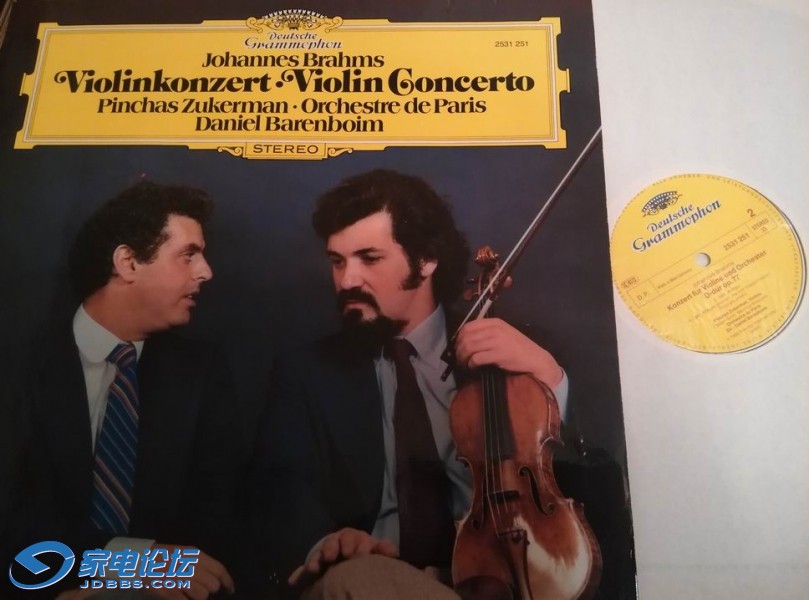 Deutsche
Grammophon
2531 251
Johannes Brahms
Violinkonzert · Violin Concerto
Pinchas Zukerman · Orchestre de Paris
Daniel Barenboim
STEREO
Deutsche
Grammophon
2
2531 251
STEREO
Konzert für Violine und Orchester
D-dur op. 77
家电论坛
JDBBS.COM